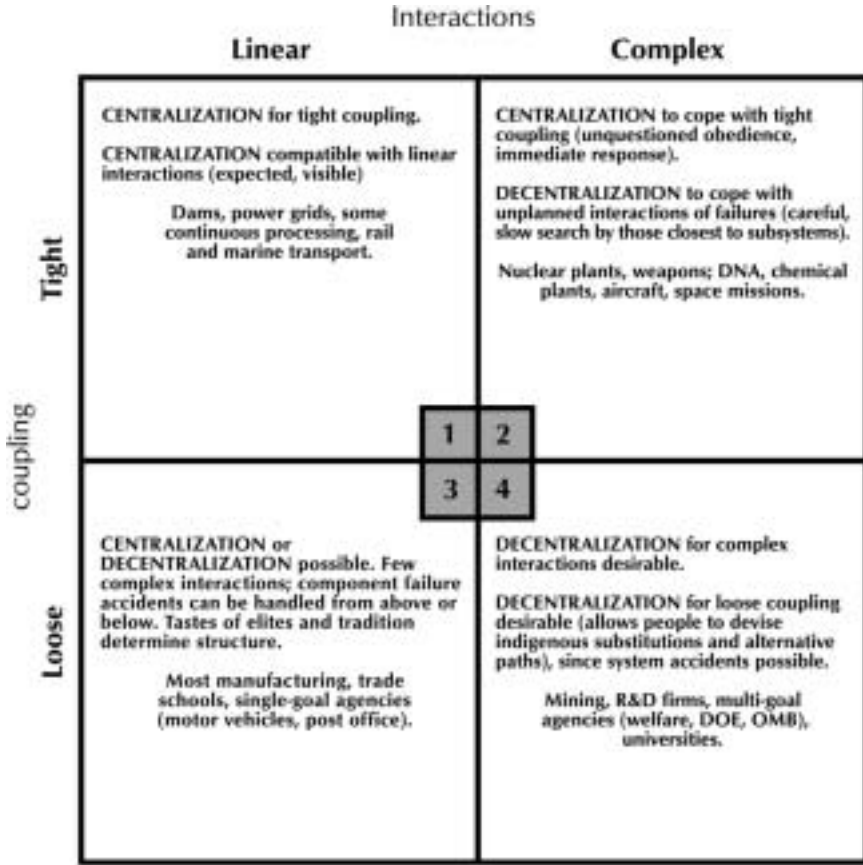 Interactions
Linear
Complex
coupling
Tight
CENTRALIZATION for tight coupling.
CENTRALIZATION compatible with linear
interactions (expected, visible)
Dams, power grids, some
continuous processing, rail
and marine transport.
CENTRALIZATION to cope with tight
coupling (unquestioned obedience,
immediate response).
DECENTRALIZATION to cope with
unplanned interactions of failures (careful,
slow search by those closest to subsystems).
Nuclear plants, weapons; DNA, chemical
plants, aircraft, space missions.
1
2
3
4
Loose
CENTRALIZATION or
DECENTRALIZATION possible. Few
complex interactions; component failure
accidents can be handled from above or
below. Tastes of elites and tradition
determine structure.
Most manufacturing, trade
schools, single-goal agencies
(motor vehicles, post office).
DECENTRALIZATION for complex
interactions desirable.
DECENTRALIZATION for loose coupling
desirable (allows people to devise
indigenous substitutions and alternative
paths), since system accidents possible.
Mining, R&D firms, multi-goal
agencies (welfare, DOE, OMB),
universities.